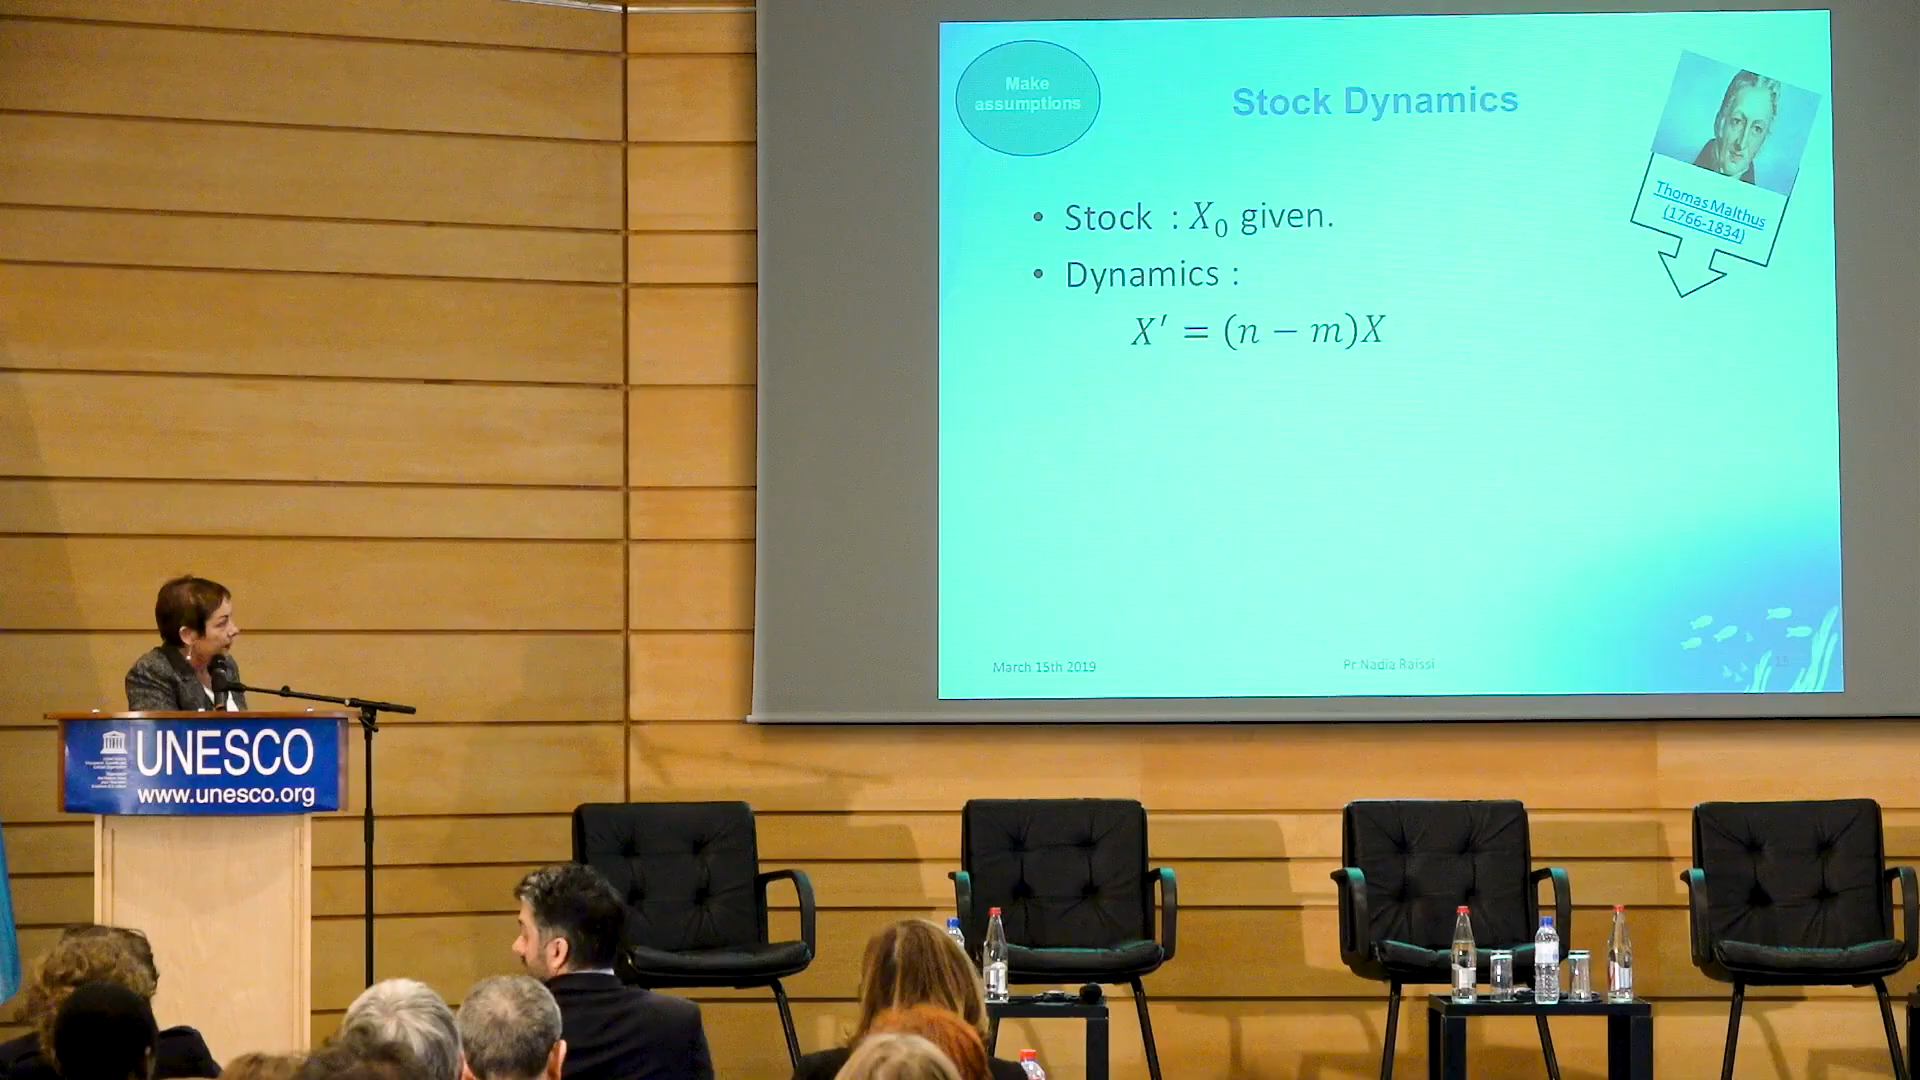 Make
assumptions
Stock Dynamics
Thomas Malthus
(1766-1834)
• Stock : X₀ given.
• Dynamics :
X′ = (n − m)X
March 15th 2019
Pr Nadia Raissi
15
UNESCO
www.unesco.org